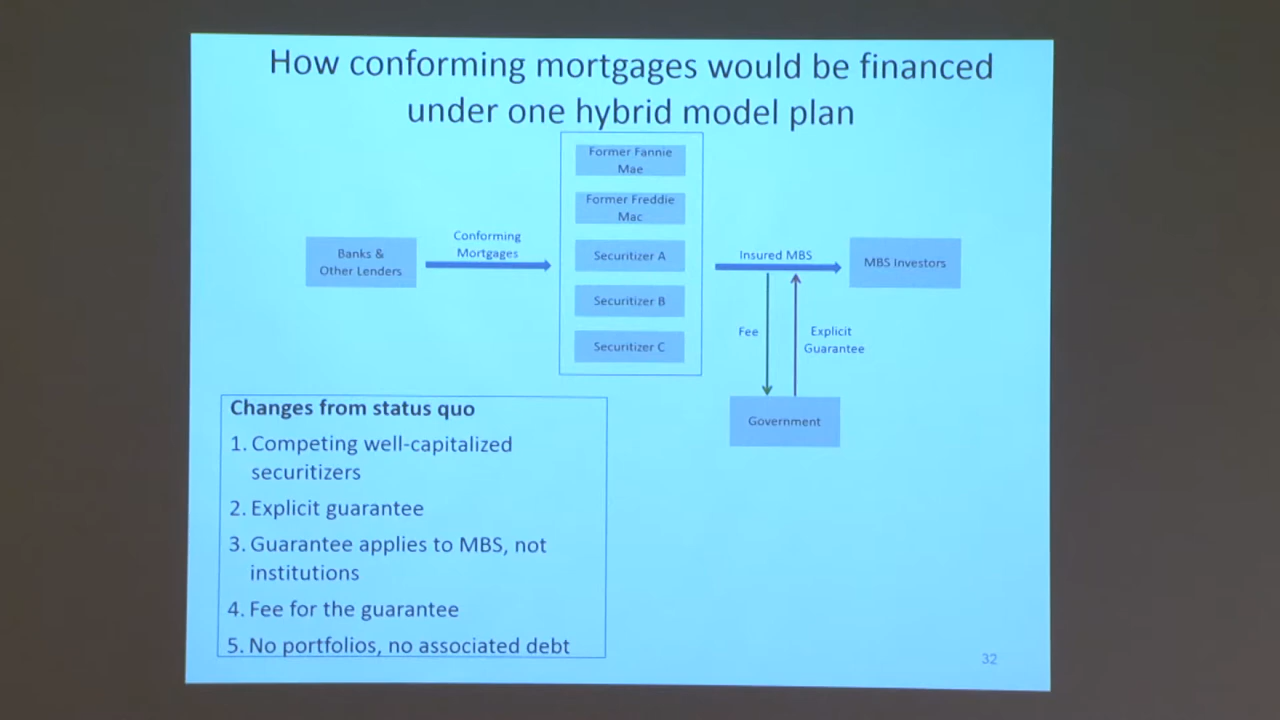 How conforming mortgages would be financed
under one hybrid model plan
Former Fannie
Mae
Former Freddie
Mac
Securitizer A
Securitizer B
Securitizer C
Banks &
Other Lenders
Conforming
Mortgages
Insured MBS
MBS Investors
Fee
Explicit
Guarantee
Government
Changes from status quo
1. Competing well-capitalized
securitizers
2. Explicit guarantee
3. Guarantee applies to MBS, not
institutions
4. Fee for the guarantee
5. No portfolios, no associated debt
32